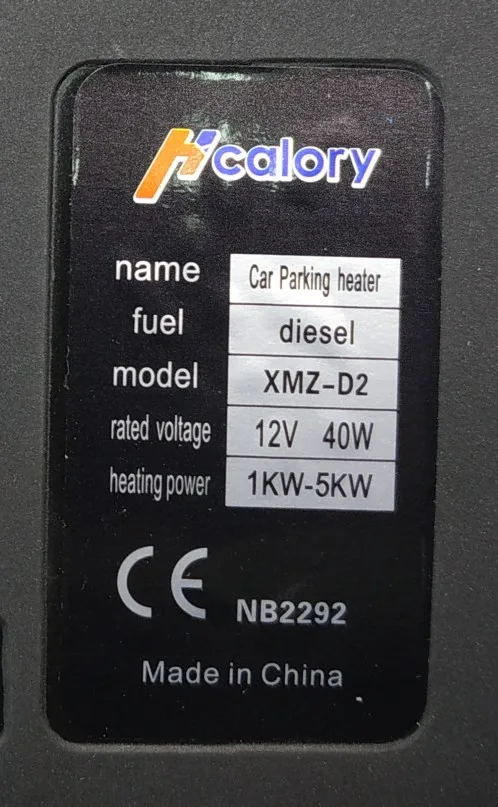 Hcalory
name Car Parking heater
fuel diesel
model XMZ-D2
rated voltage 12V 40W
heating power 1KW-5KW
CE NB2292
Made in China